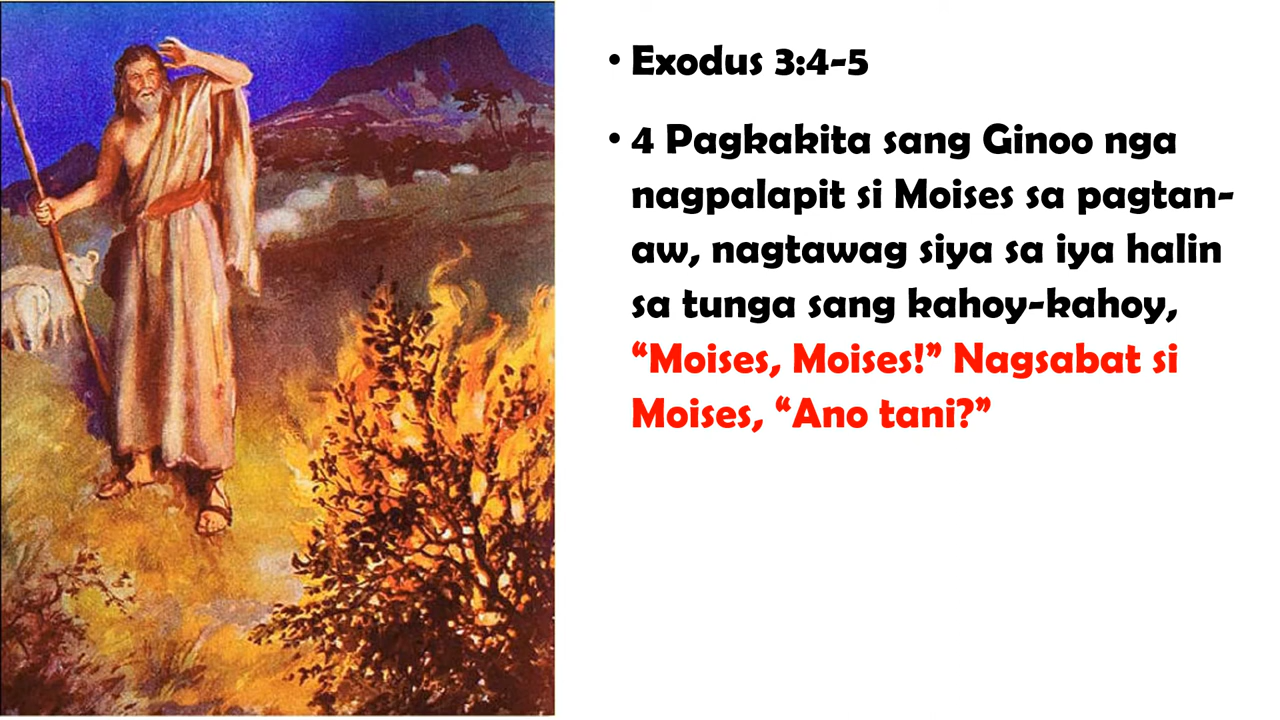 • Exodus 3:4-5
• 4 Pagkakita sang Ginoo nga
nagpalapit si Moises sa pagtan-
aw, nagtawag siya sa iya halin
sa tunga sang kahoy-kahoy,
“Moises, Moises!” Nagsabat si
Moises, “Ano tani?”